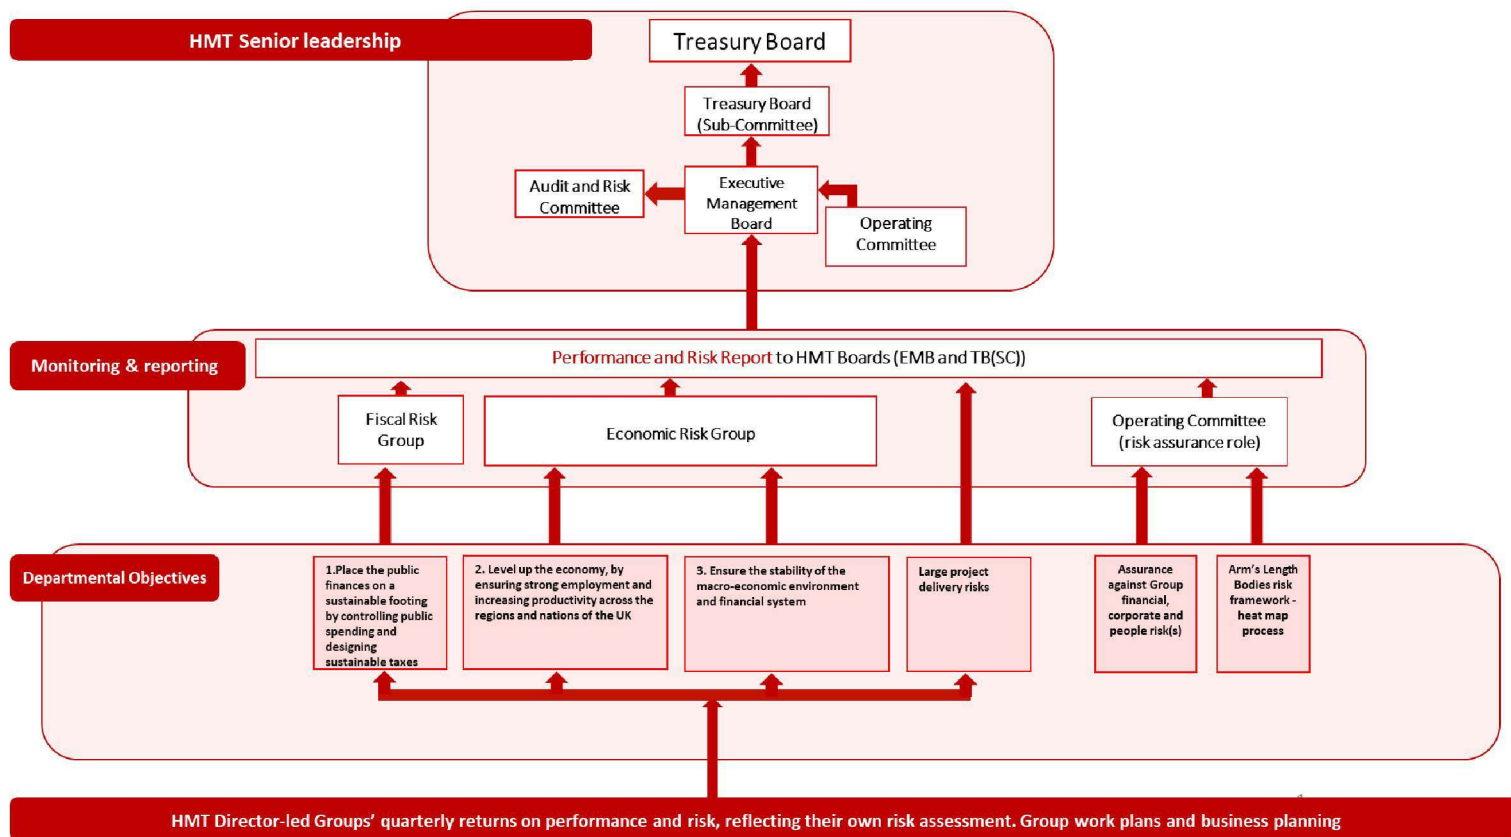 HMT Senior leadership
Treasury Board
Treasury Board
(Sub-Committee)
Audit and Risk
Committee
Executive
Management
Board
Operating
Committee
Monitoring & reporting
Performance and Risk Report to HMT Boards (EMB and TB(SC))
Fiscal Risk
Group
Economic Risk Group
Operating Committee
(risk assurance role)
Departmental Objectives
1.Place the public
finances on a
sustainable footing
by controlling public
spending and
designing
sustainable taxes
2. Level up the economy, by
ensuring strong employment and
increasing productivity across the
regions and nations of the UK
3. Ensure the stability of the
macro-economic environment
and financial system
Large project
delivery risks
Assurance
against Group
financial,
corporate and
people risk(s)
Arm's Length
Bodies risk
framework -
heat map
process
HMT Director-led Groups' quarterly returns on performance and risk, reflecting their own risk assessment. Group work plans and business planning